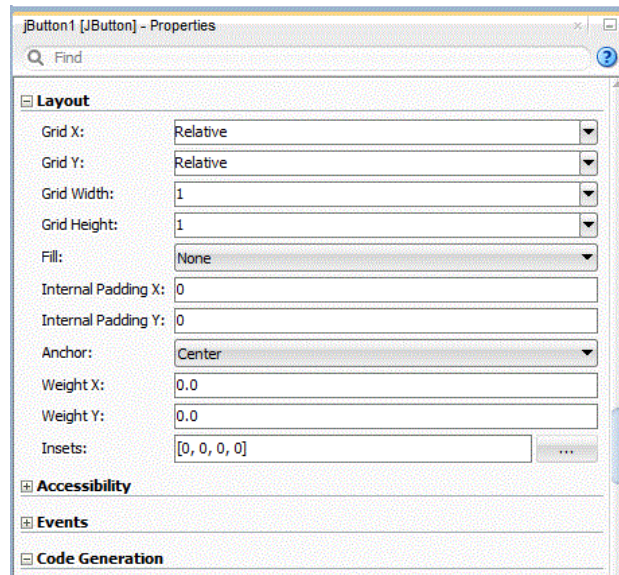 jButton1 [JButton] - Properties
Find
Layout
Grid X: Relative
Grid Y: Relative
Grid Width: 1
Grid Height: 1
Fill: None
Internal Padding X: 0
Internal Padding Y: 0
Anchor: Center
Weight X: 0.0
Weight Y: 0.0
Insets: [0, 0, 0, 0] ...
Accessibility
Events
Code Generation